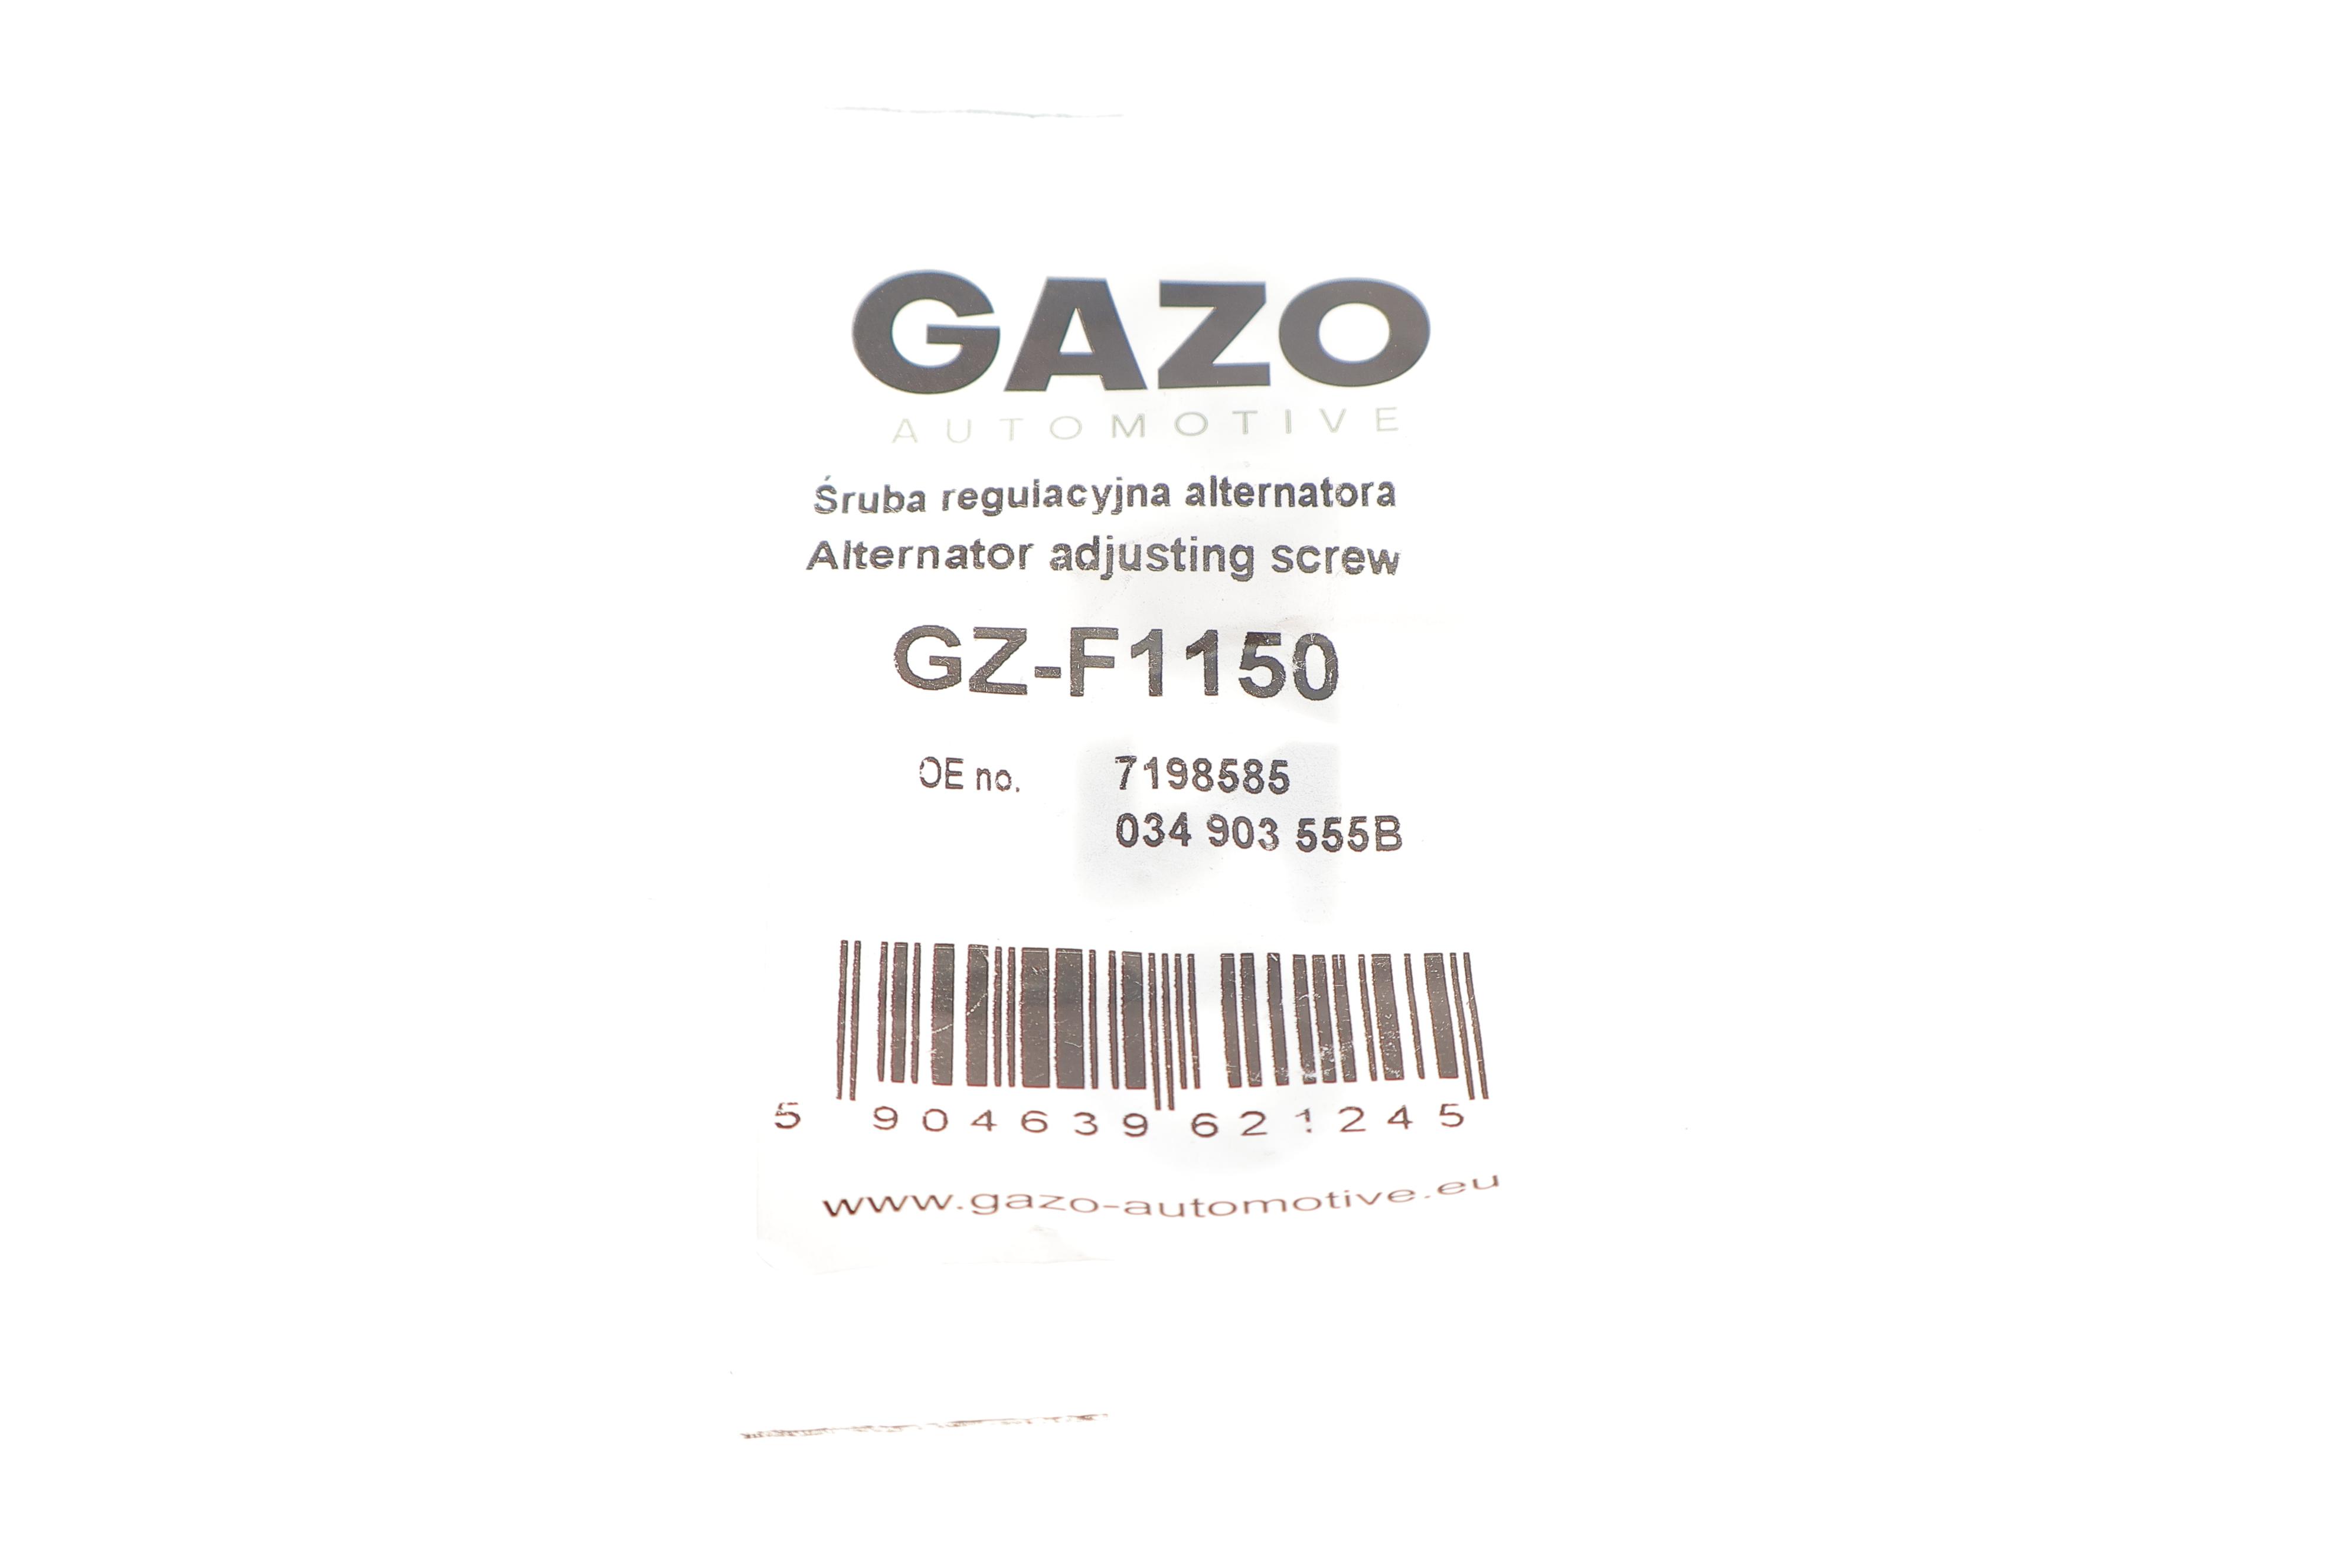 GAZO
AUTOMOTIVE
Śruba regulacyjna alternatora
Alternator adjusting screw
GZ-F1150
OE no. 7198585
034 903 555B
5 904639 621245
www.gazo-automotive.eu